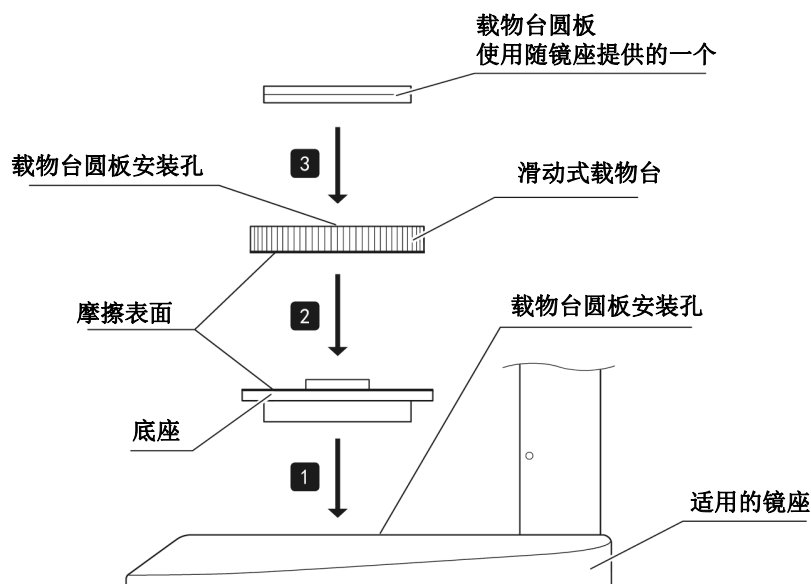 载物台圆板
使用随镜座提供的一个
3
载物台圆板安装孔
滑动式载物台
摩擦表面
2
载物台圆板安装孔
底座
1
适用的镜座